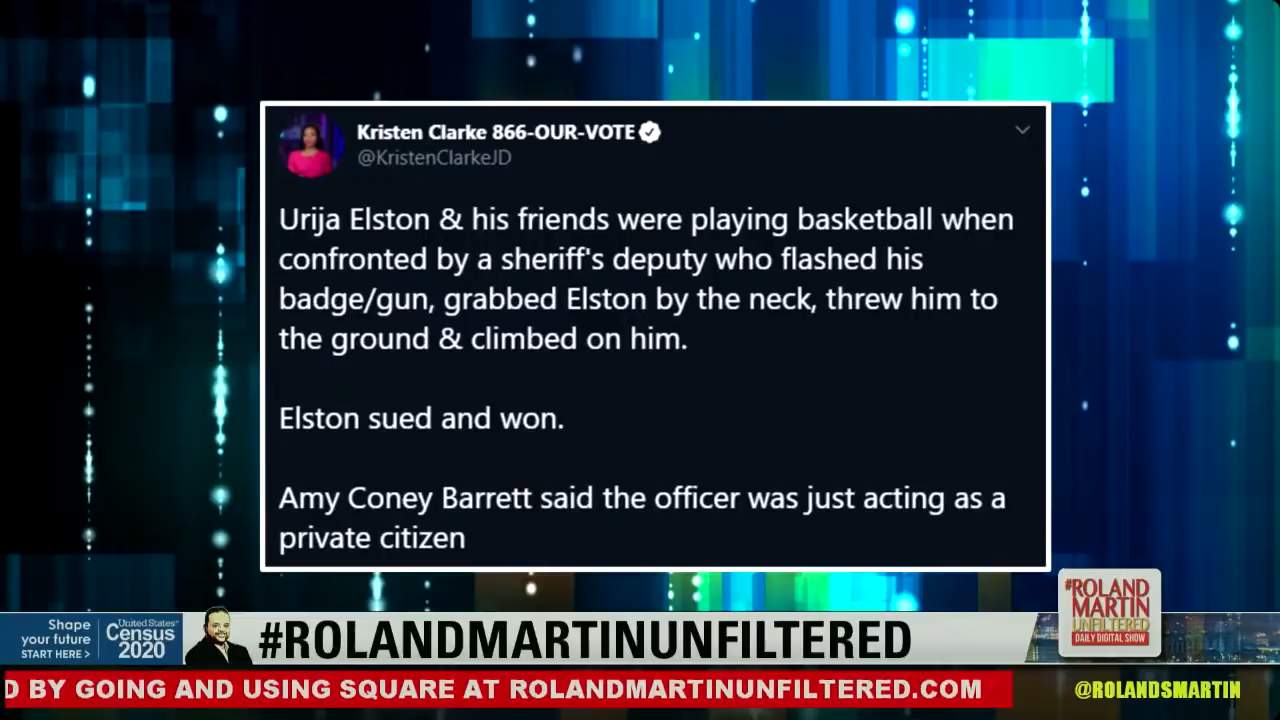 Kristen Clarke 866-OUR-VOTE
@KristenClarkeJD
Urija Elston & his friends were playing basketball when
confronted by a sheriff's deputy who flashed his
badge/gun, grabbed Elston by the neck, threw him to
the ground & climbed on him.
Elston sued and won.
Amy Coney Barrett said the officer was just acting as a
private citizen
#ROLAND
MARTIN
UNFILTERED
DAILY DIGITAL SHOW
Shape
your future
START HERE >
United States®
Census
2020
#ROLANDMARTINUNFILTERED
D BY GOING AND USING SQUARE AT ROLANDMARTINUNFILTERED.COM
@ROLANDSMARTIN